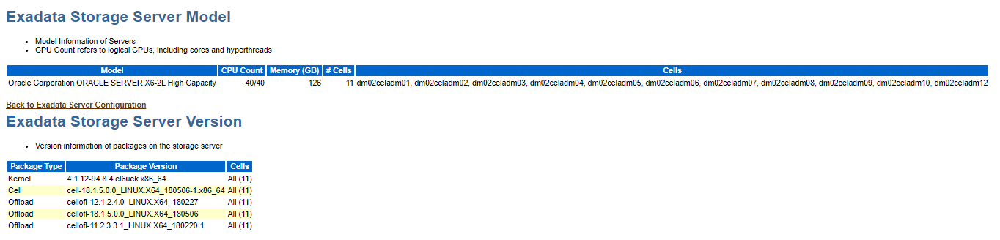 Exadata Storage Server Model
Model Information of Servers
CPU Count refers to logical CPUs, including cores and hyperthreads
Model CPU Count Memory (GB) # Cells Cells
Oracle Corporation ORACLE SERVER X6-2L High Capacity 40/40 126 11 dm02celadm01, dm02celadm02, dm02celadm03, dm02celadm04, dm02celadm05, dm02celadm06, dm02celadm07, dm02celadm08, dm02celadm09, dm02celadm10, dm02celadm12
Back to Exadata Server Configuration
Exadata Storage Server Version
Version information of packages on the storage server
Package Type Package Version Cells
Kernel 4.1.12-94.8.4.el6uek.x86_64 All (11)
Cell cell-18.1.5.0.0_LINUX.X64_180506-1.x86_64 All (11)
Offload cellofl-12.1.2.4.0_LINUX.X64_180227 All (11)
Offload cellofl-18.1.5.0.0_LINUX.X64_180506 All (11)
Offload cellofl-11.2.3.3.1_LINUX.X64_180220.1 All (11)